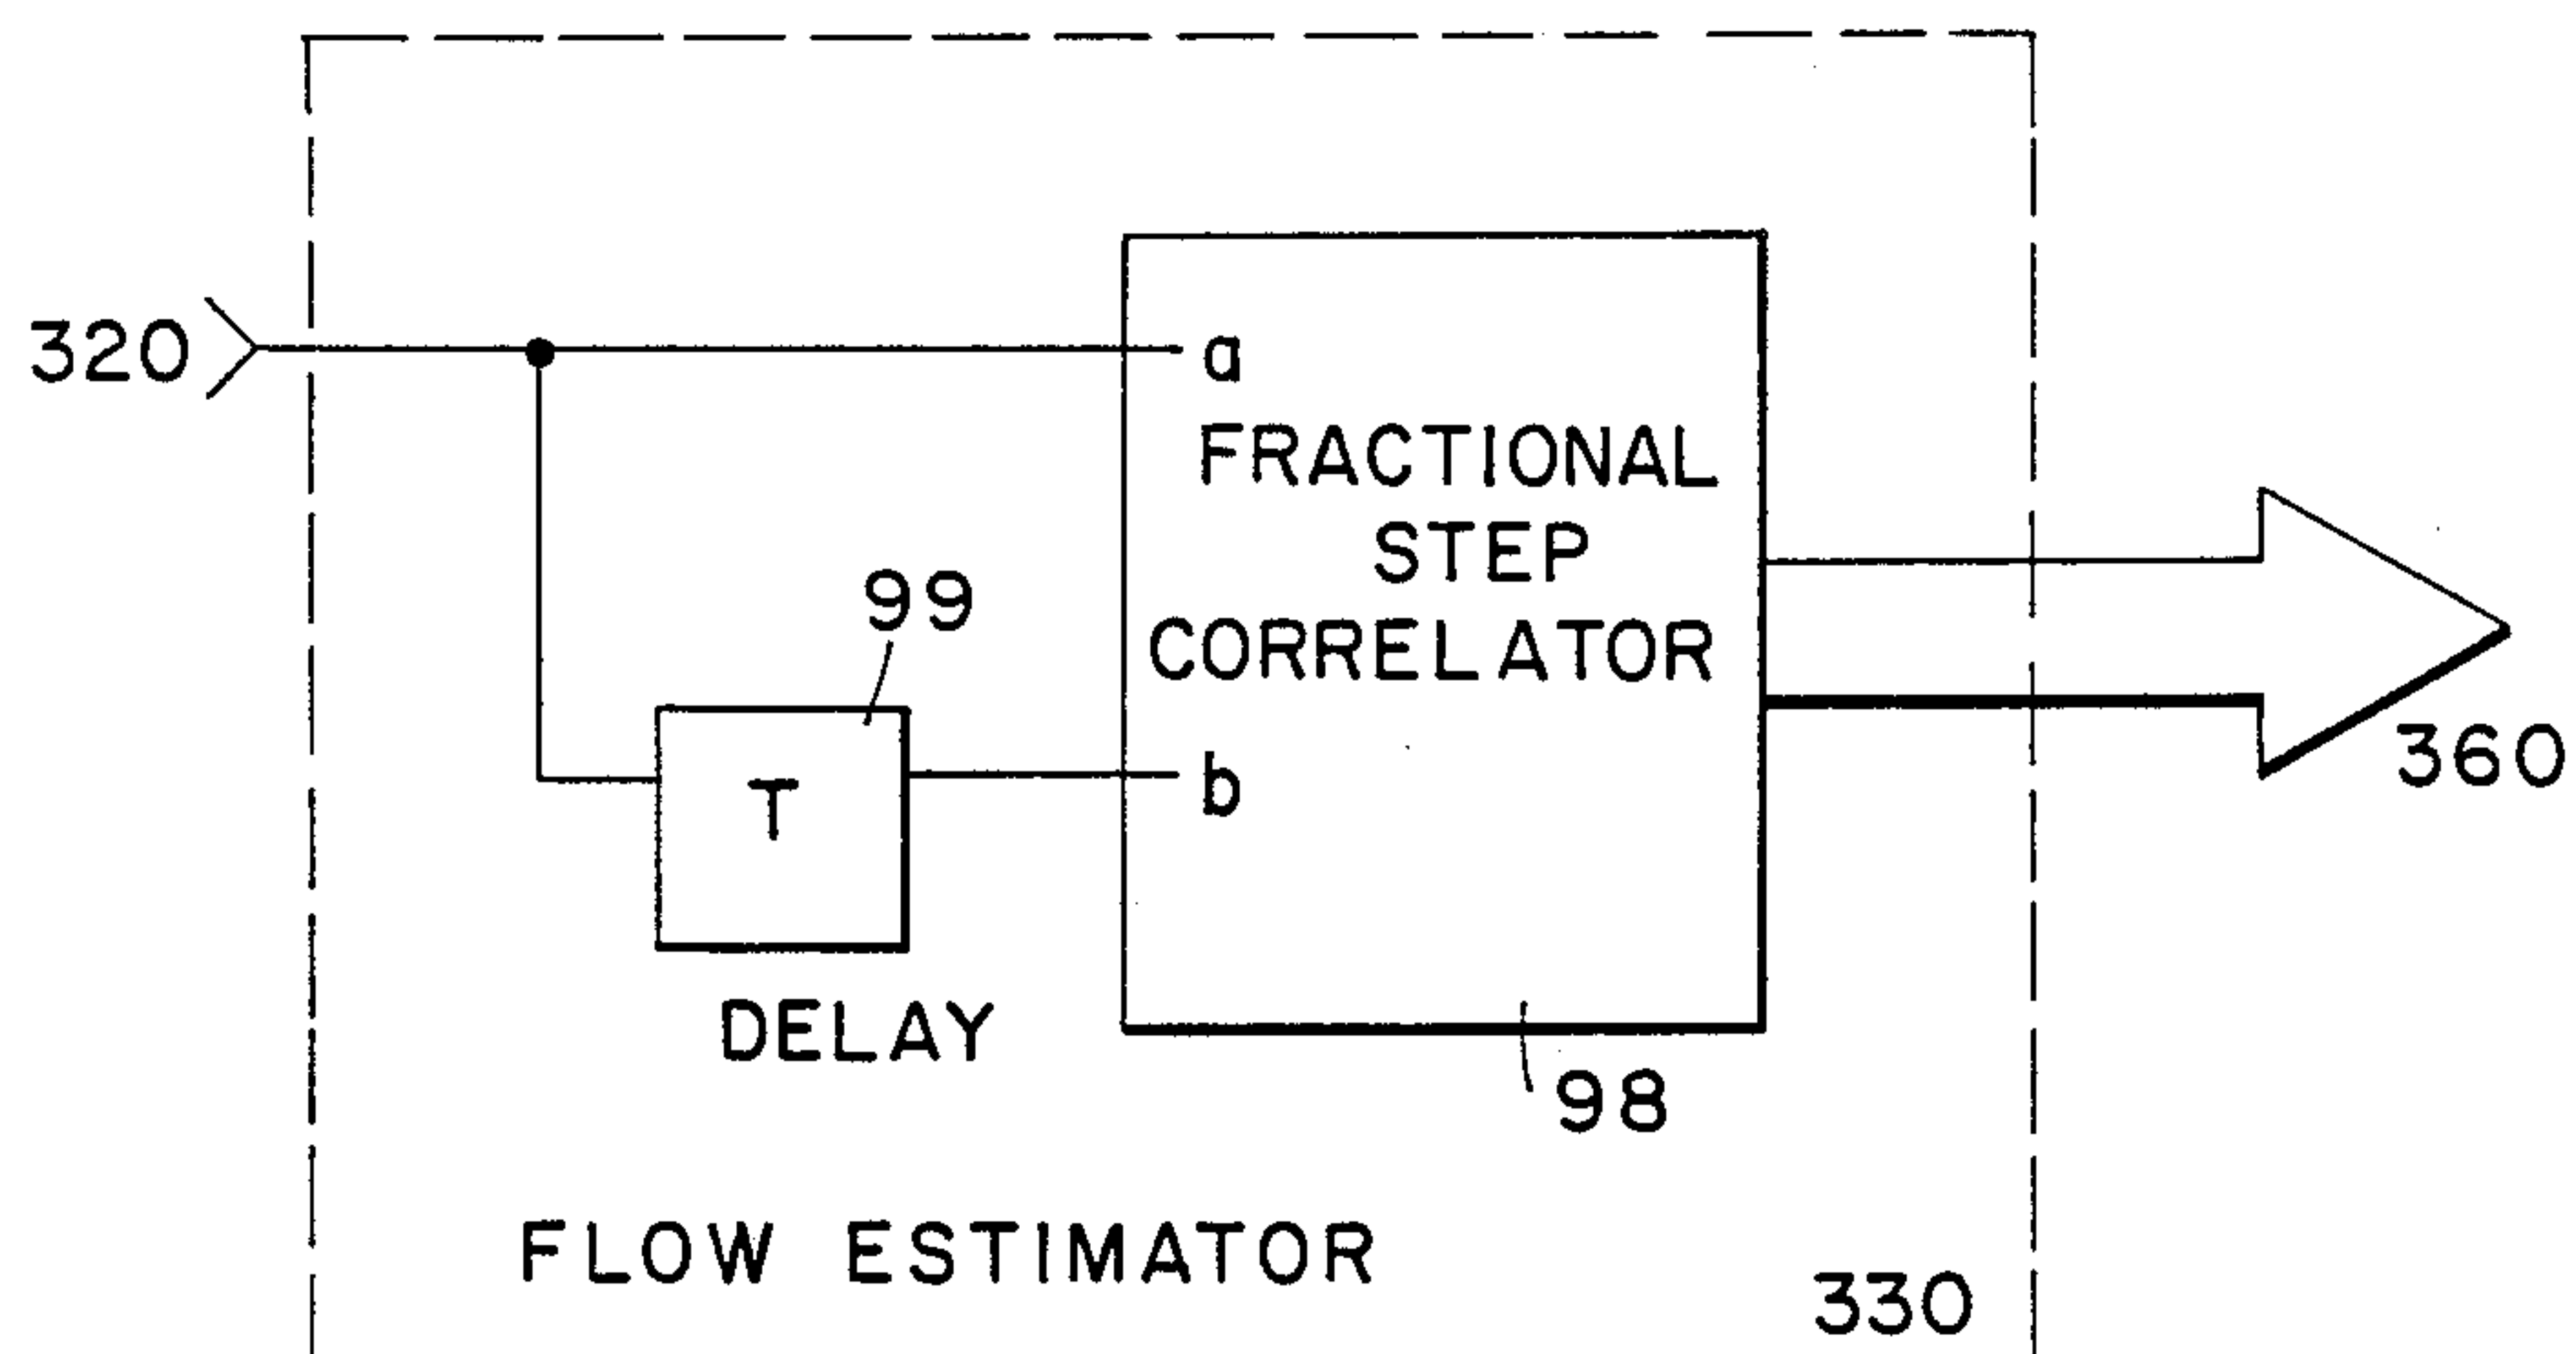 320
a
FRACTIONAL
STEP
CORRELATOR
99
T
b
360
DELAY
98
FLOW ESTIMATOR
330